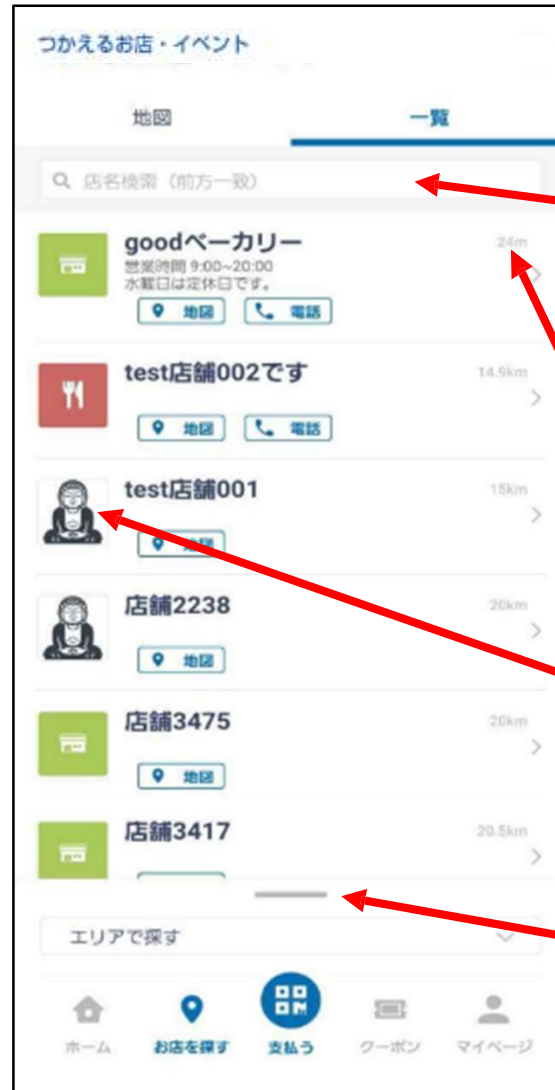 つかえるお店・イベント
地図
一覧
店名検索（前方一致）
goodベーカリー
24m
営業時間 9:00~20:00
水曜日は定休日です。
地図
電話
test店舗002です
14.9km
地図
電話
test店舗001
15km
地図
店舗2238
20km
地図
店舗3475
20km
地図
店舗3417
20.5km
エリアで探す
ホーム
お店を探す
支払う
クーポン
マイページ